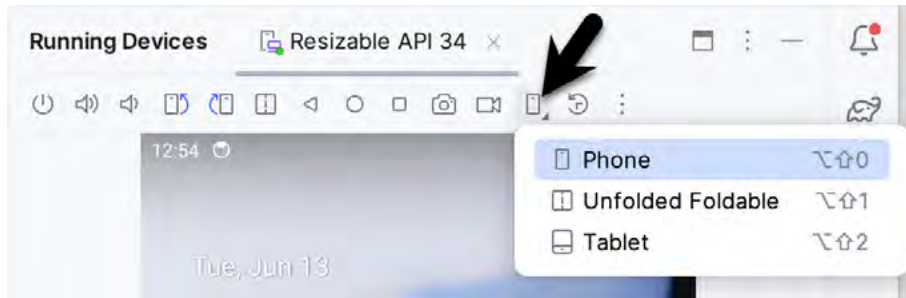 Running Devices Resizable API 34
12:54
Phone ⌥⇧0
Unfolded Foldable ⌥⇧1
Tablet ⌥⇧2
Tue, Jun 13